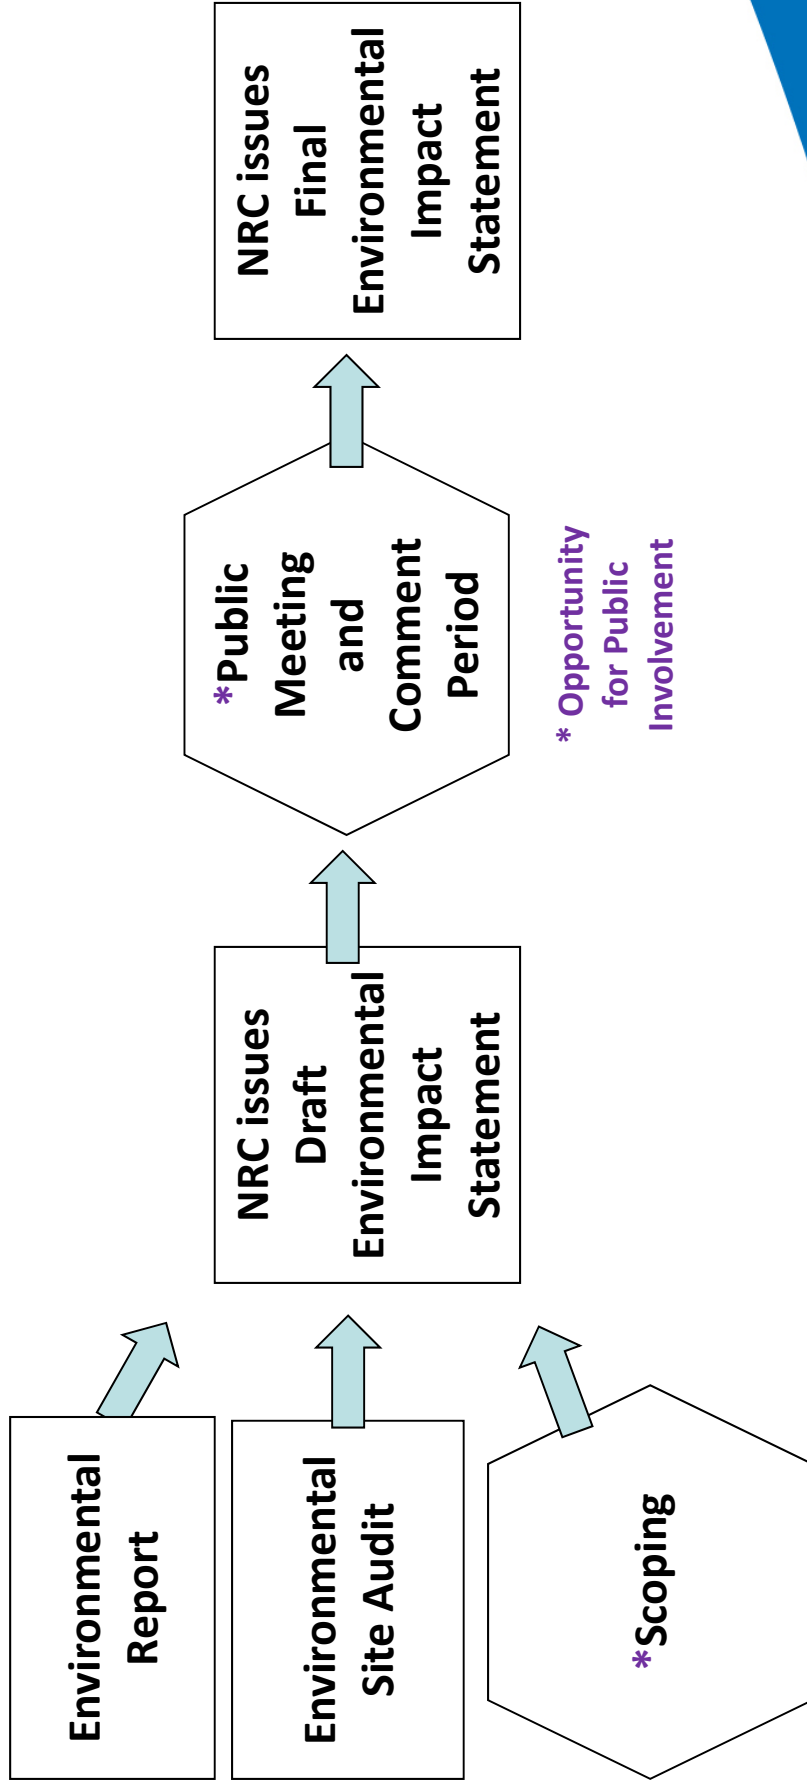 Environmental
Report
Environmental
Site Audit
*Scoping
NRC issues
Draft
Environmental
Impact
Statement
*Public
Meeting
and
Comment
Period
* Opportunity
for Public
Involvement
NRC issues
Final
Environmental
Impact
Statement